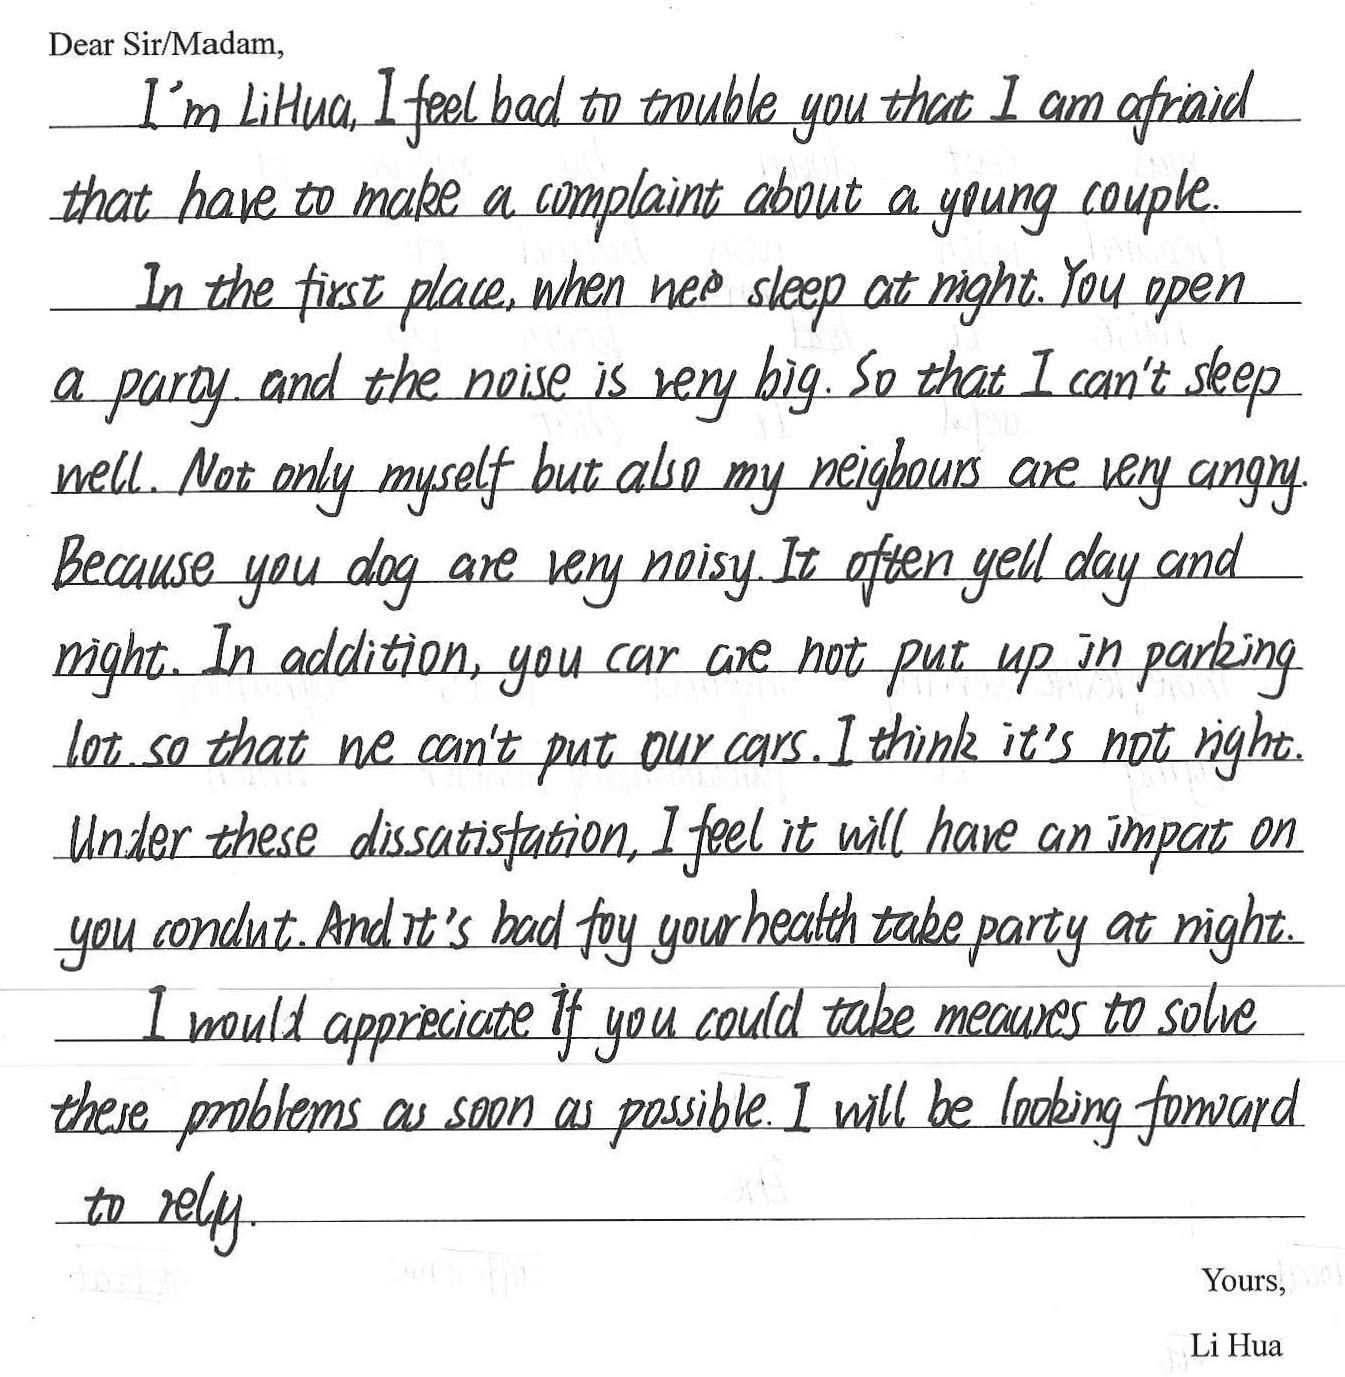 Dear Sir/Madam,
I'm LiHua, I feel bad to trouble you that I am afriaid
that have to make a complaint about a young couple.
In the first place, when sleep at night. You open
a party. and the noise is very big. So that I can't sleep
well. Not only myself but also my neigbours are very angry.
Because you dog are very noisy. It often yell day and
night. In addition, you car are not put up in parking
lot. so that we can't put our cars. I think it's not right.
Under these dissatisfation, I feel it will have an impat on
you condut. And it's bad foy your health take party at night.
I would appreciate if you could take meaures to solve
these problems as soon as possible. I will be looking forward
to rely.
Yours,
Li Hua